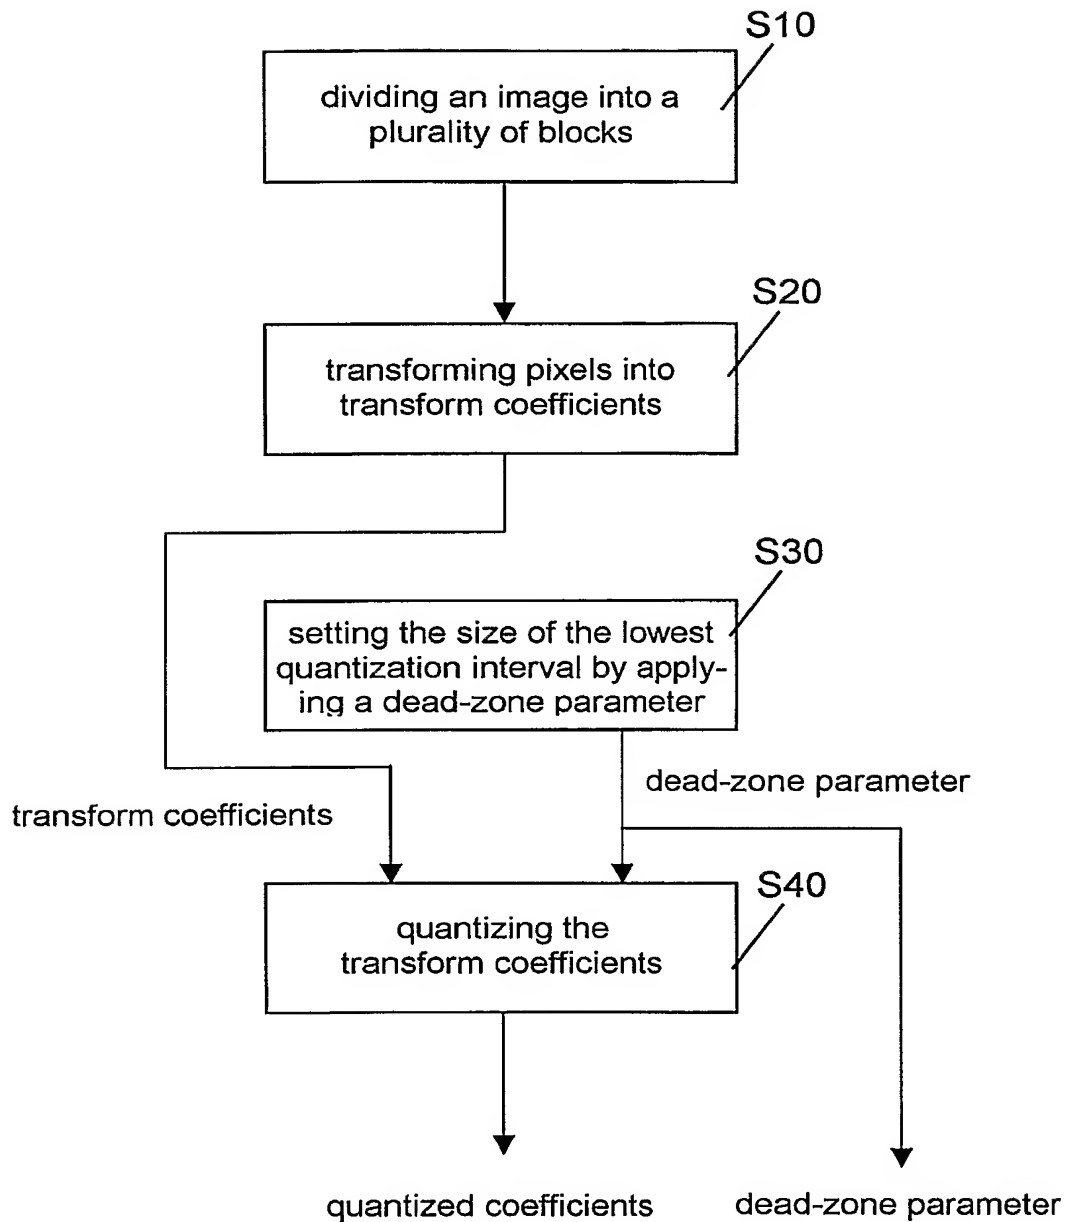 S10
dividing an image into a
plurality of blocks
S20
transforming pixels into
transform coefficients
S30
setting the size of the lowest
quantization interval by apply-
ing a dead-zone parameter
dead-zone parameter
transform coefficients
S40
quantizing the
transform coefficients
quantized coefficients
dead-zone parameter